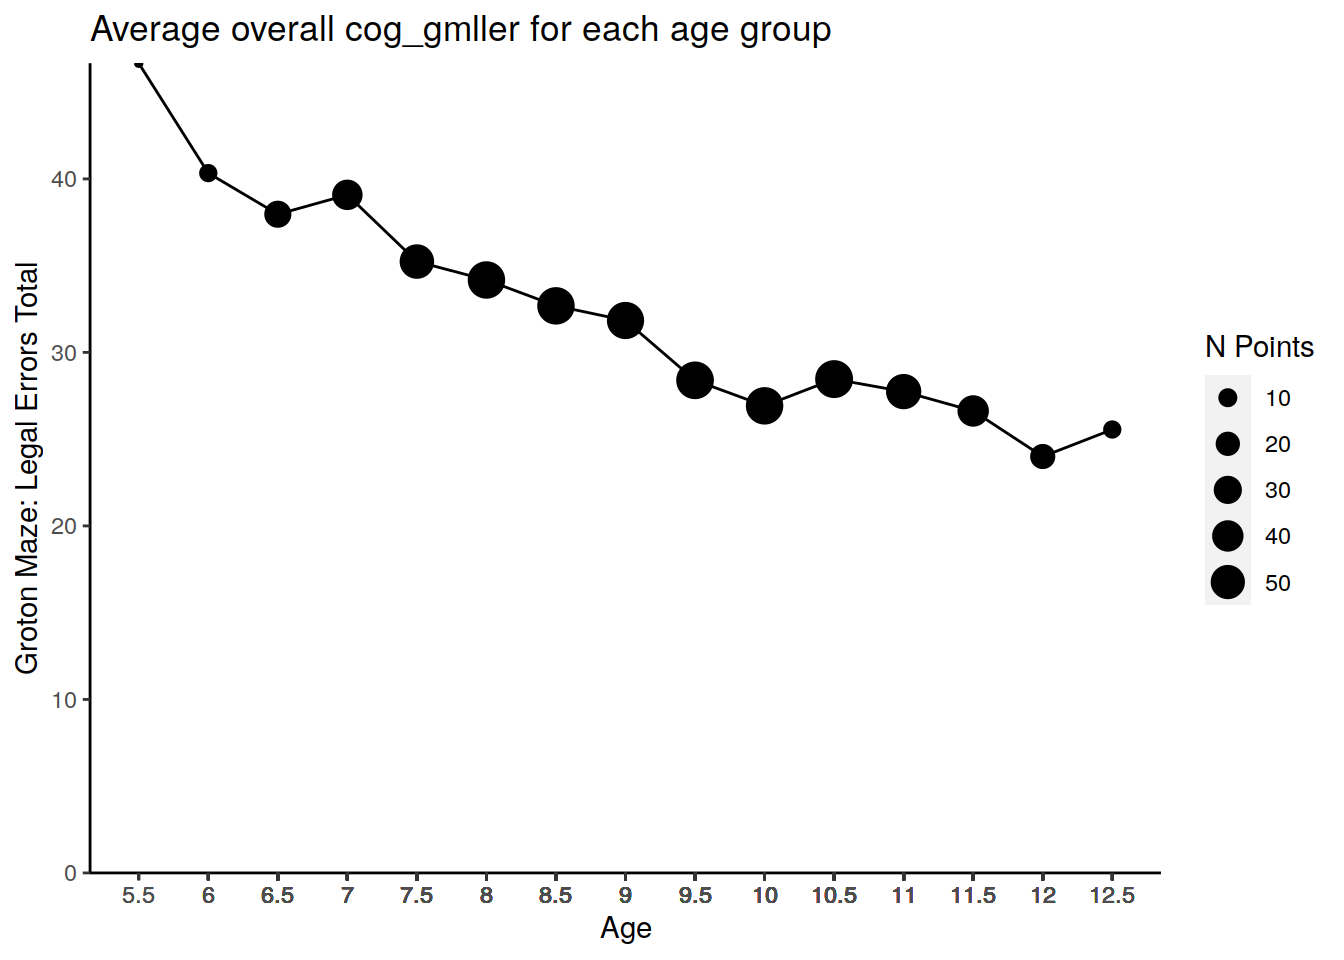 Average overall cog_gmller for each age group
Groton Maze: Legal Errors Total
40
30
20
10
0
5.5 6 6.5 7 7.5 8 8.5 9 9.5 10 10.5 11 11.5 12 12.5
Age
N Points
10
20
30
40
50